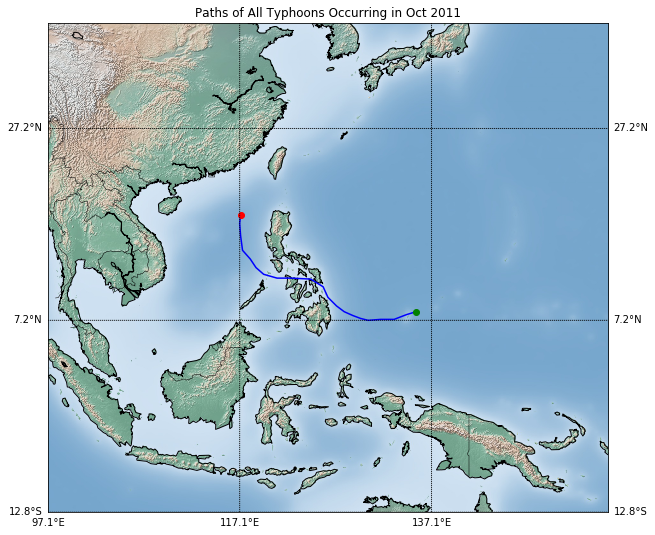 Paths of All Typhoons Occurring in Oct 2011
27.2°N 27.2°N
7.2°N 7.2°N
12.8°S 12.8°S
97.1°E 117.1°E 137.1°E